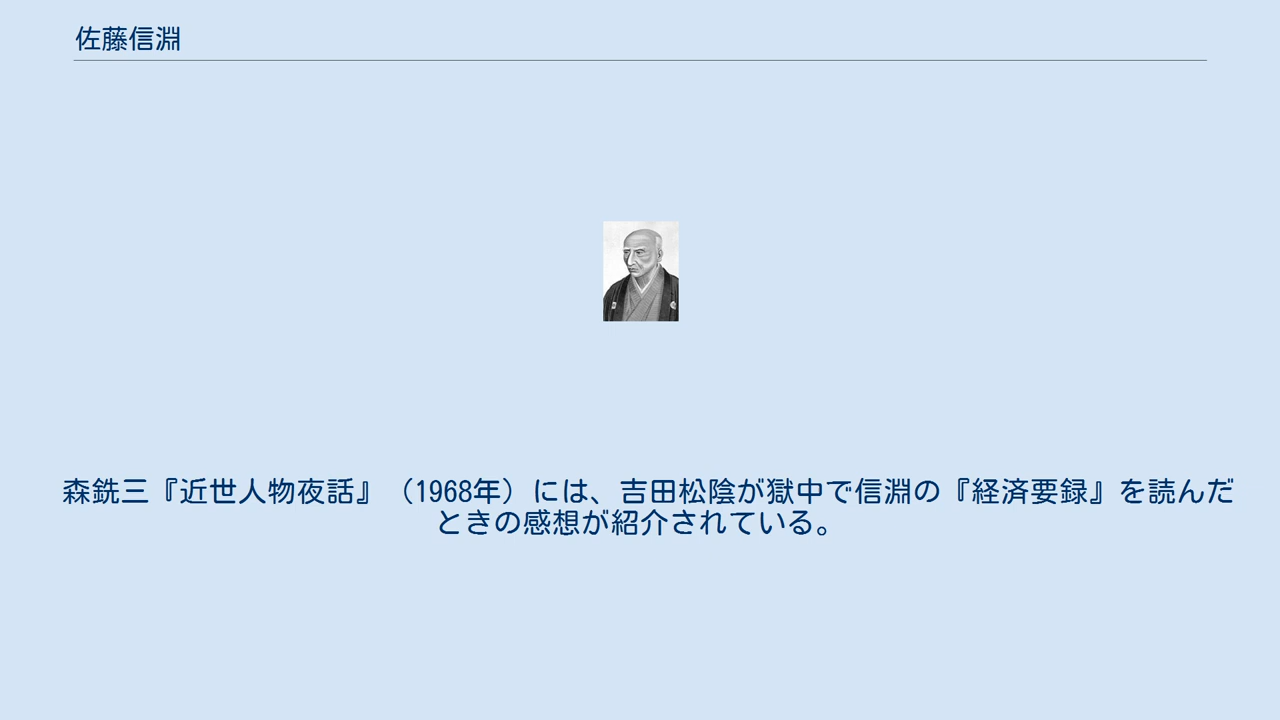 佐藤信淵
森銑三『近世人物夜話』（1968年）には、吉田松陰が獄中で信淵の『経済要録』を読んだ
ときの感想が紹介されている。